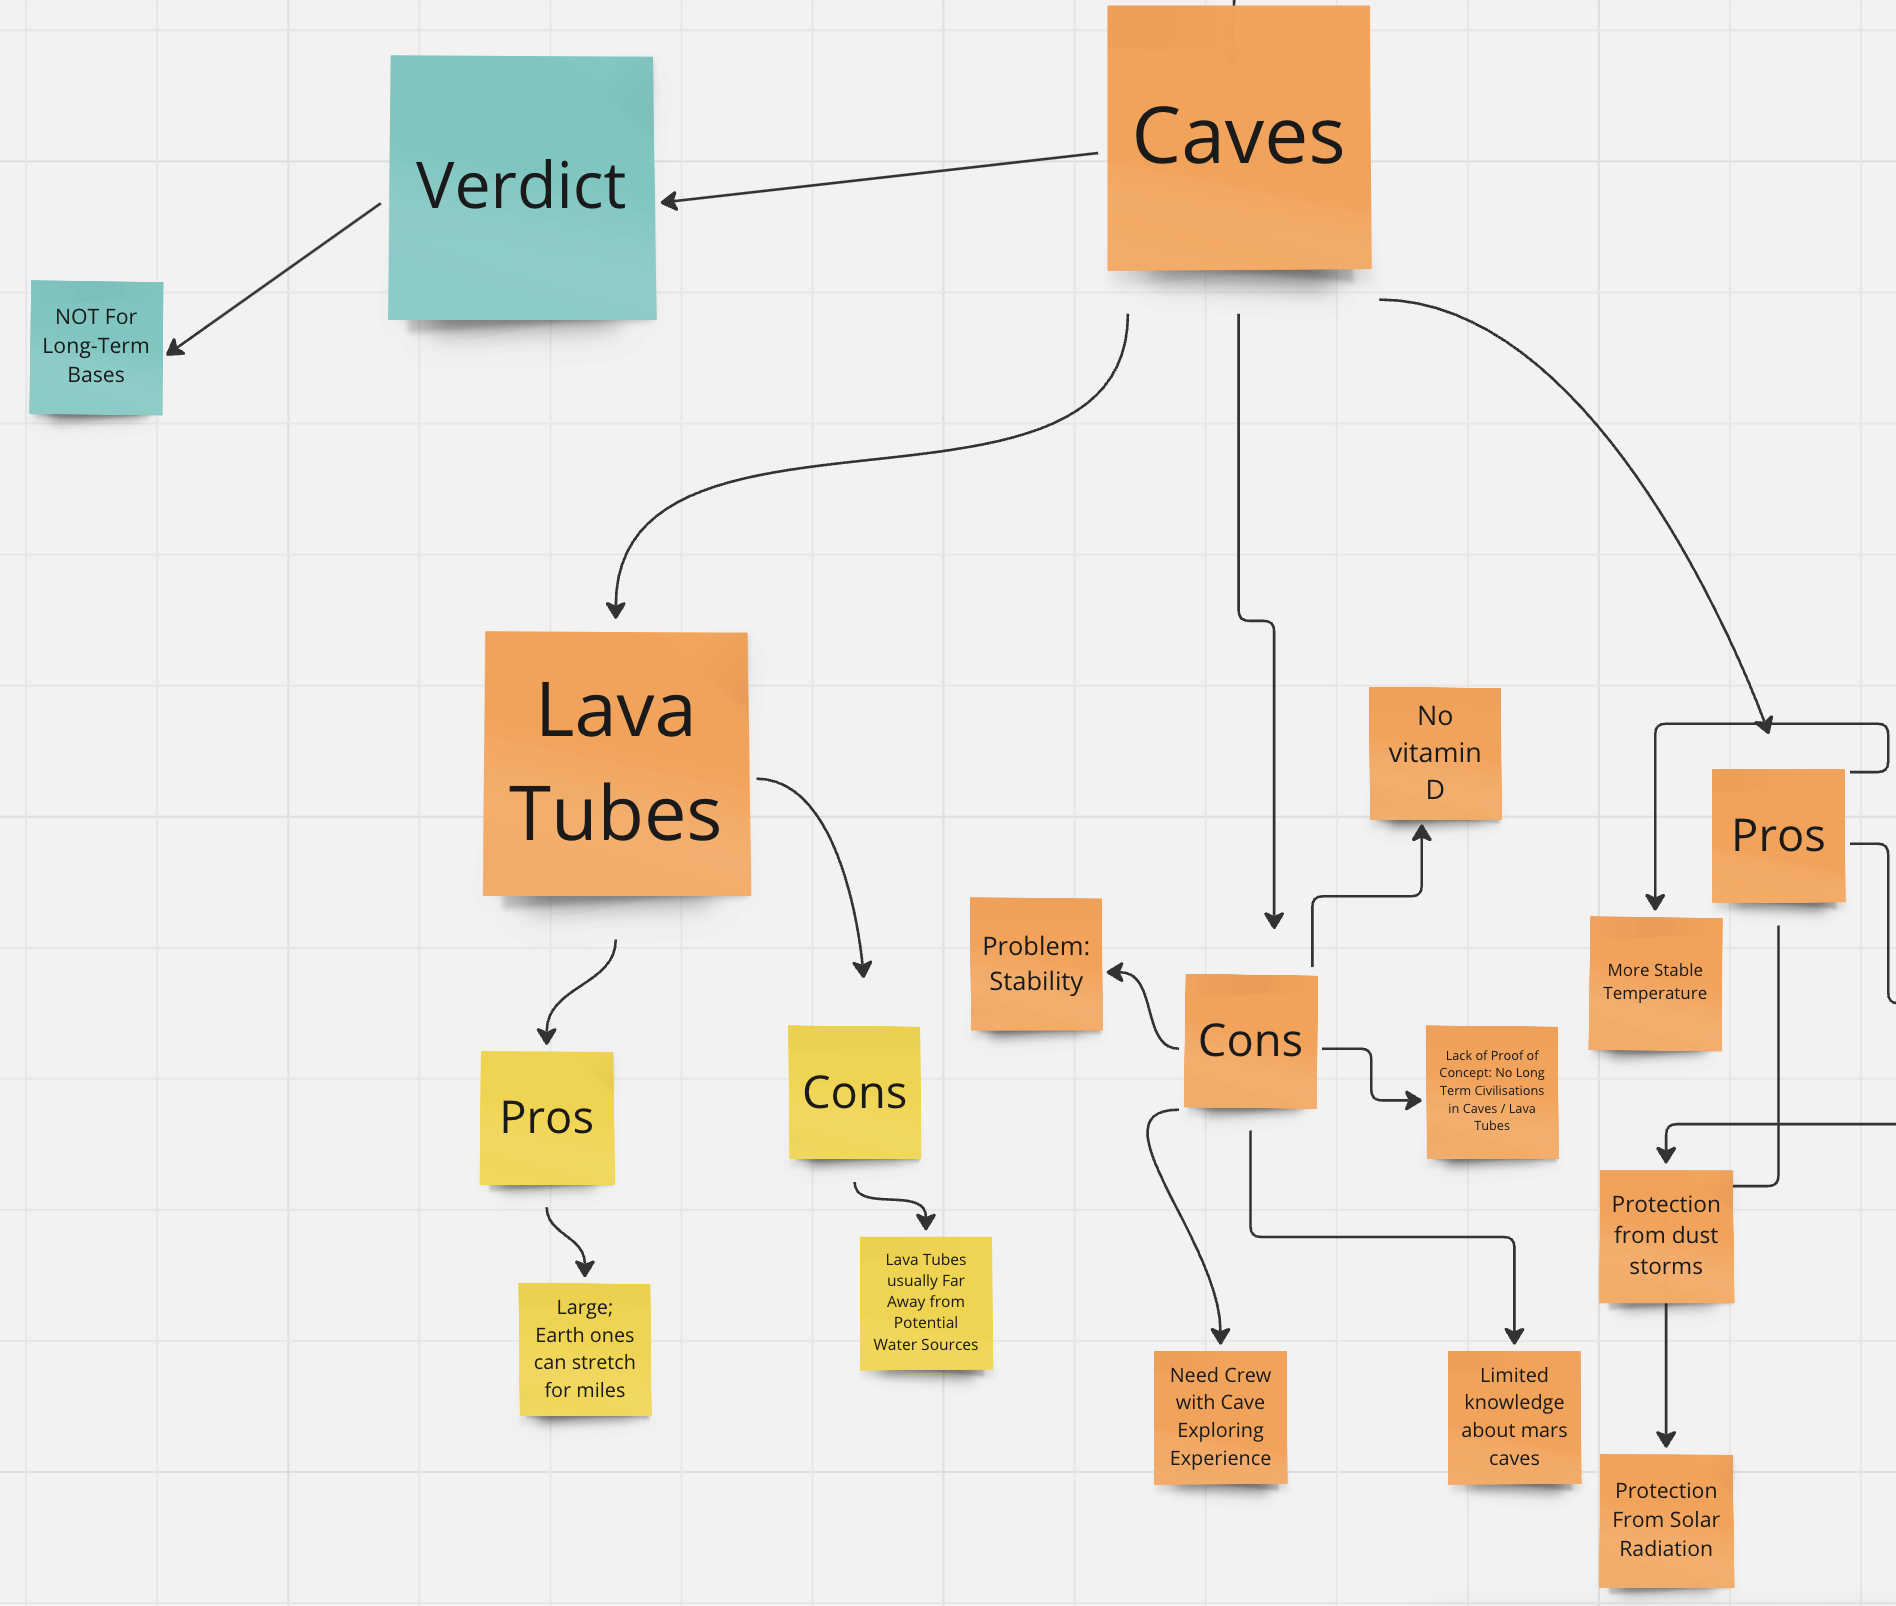 Caves
Verdict
NOT For
Long-Term
Bases
Lava
Tubes
No
vitamin
D
Pros
Problem:
Stability
More Stable
Temperature
Cons
Lack of Proof of
Concept: No Long
Term Civilisations
in Caves / Lava
Tubes
Pros
Cons
Protection
from dust
storms
Lava Tubes
usually Far
Away from
Potential
Water Sources
Large;
Earth ones
can stretch
for miles
Need Crew
with Cave
Exploring
Experience
Limited
knowledge
about mars
caves
Protection
From Solar
Radiation